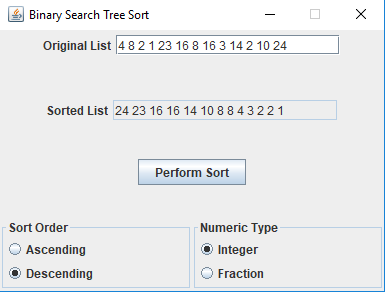 Binary Search Tree Sort
Original List 4 8 2 1 23 16 8 16 3 14 2 10 24
Sorted List 24 23 16 16 14 10 8 8 4 3 2 2 1
Perform Sort
Sort Order
Ascending
Descending
Numeric Type
Integer
Fraction